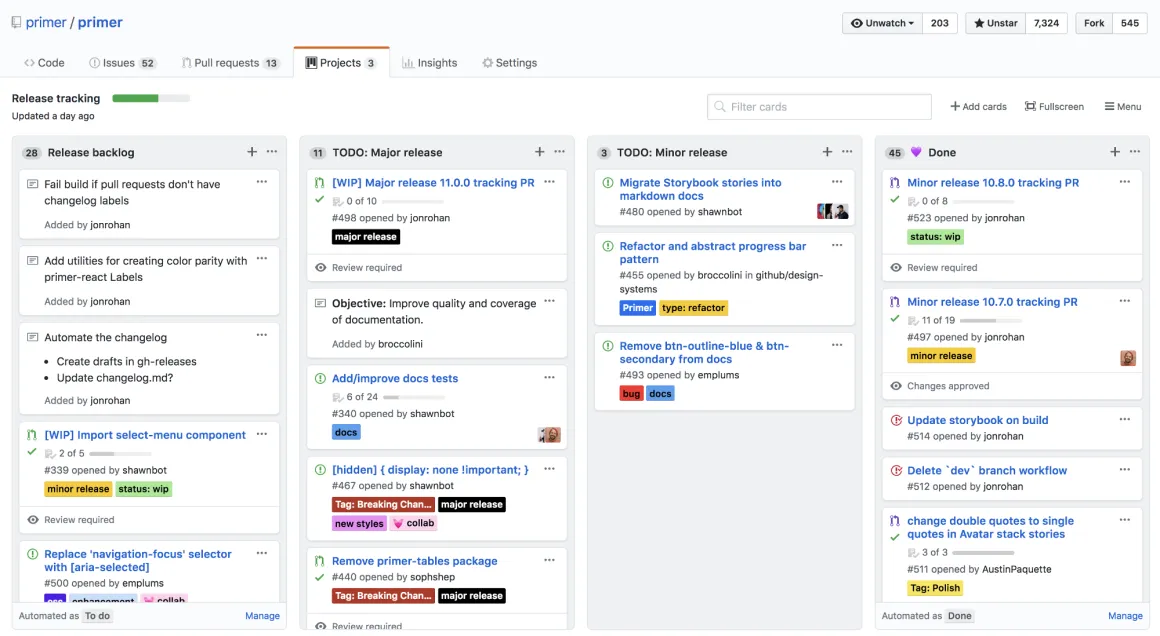 primer / primer
Unwatch 203
Unstar 7,324
Fork 545
Code
Issues 52
Pull requests 13
Projects 3
Insights
Settings
Release tracking
Updated a day ago
Filter cards
Add cards
Fullscreen
Menu
28 Release backlog
Fail build if pull requests don't have
changelog labels
Added by jonrohan
Add utilities for creating color parity with
primer-react Labels
Added by jonrohan
Automate the changelog
• Create drafts in gh-releases
• Update changelog.md?
Added by jonrohan
[WIP] Import select-menu component
2 of 5
#339 opened by shawnbot
minor release status: wip
Review required
Replace 'navigation-focus' selector
with [aria-selected]
#500 opened by emplums
css enhancement collab
Automated as To do
Manage
11 TODO: Major release
[WIP] Major release 11.0.0 tracking PR
0 of 10
#498 opened by jonrohan
major release
Review required
Objective: Improve quality and coverage
of documentation.
Added by broccolini
Add/improve docs tests
6 of 24
#340 opened by shawnbot
docs
[hidden] { display: none !important; }
#467 opened by shawnbot
Tag: Breaking Chan... major release
new styles collab
Remove primer-tables package
#440 opened by sophshep
Tag: Breaking Chan... major release
Review required
3 TODO: Minor release
Migrate Storybook stories into
markdown docs
#480 opened by shawnbot
Refactor and abstract progress bar
pattern
#455 opened by broccolini in github/design-
systems
Primer type: refactor
Remove btn-outline-blue & btn-
secondary from docs
#493 opened by emplums
bug docs
45 💜 Done
Minor release 10.8.0 tracking PR
0 of 8
#523 opened by jonrohan
status: wip
Review required
Minor release 10.7.0 tracking PR
11 of 19
#497 opened by jonrohan
minor release
Changes approved
Update storybook on build
#514 opened by jonrohan
Delete `dev` branch workflow
#512 opened by jonrohan
change double quotes to single
quotes in Avatar stack stories
3 of 3
#511 opened by AustinPaquette
Tag: Polish
Automated as Done
Manage